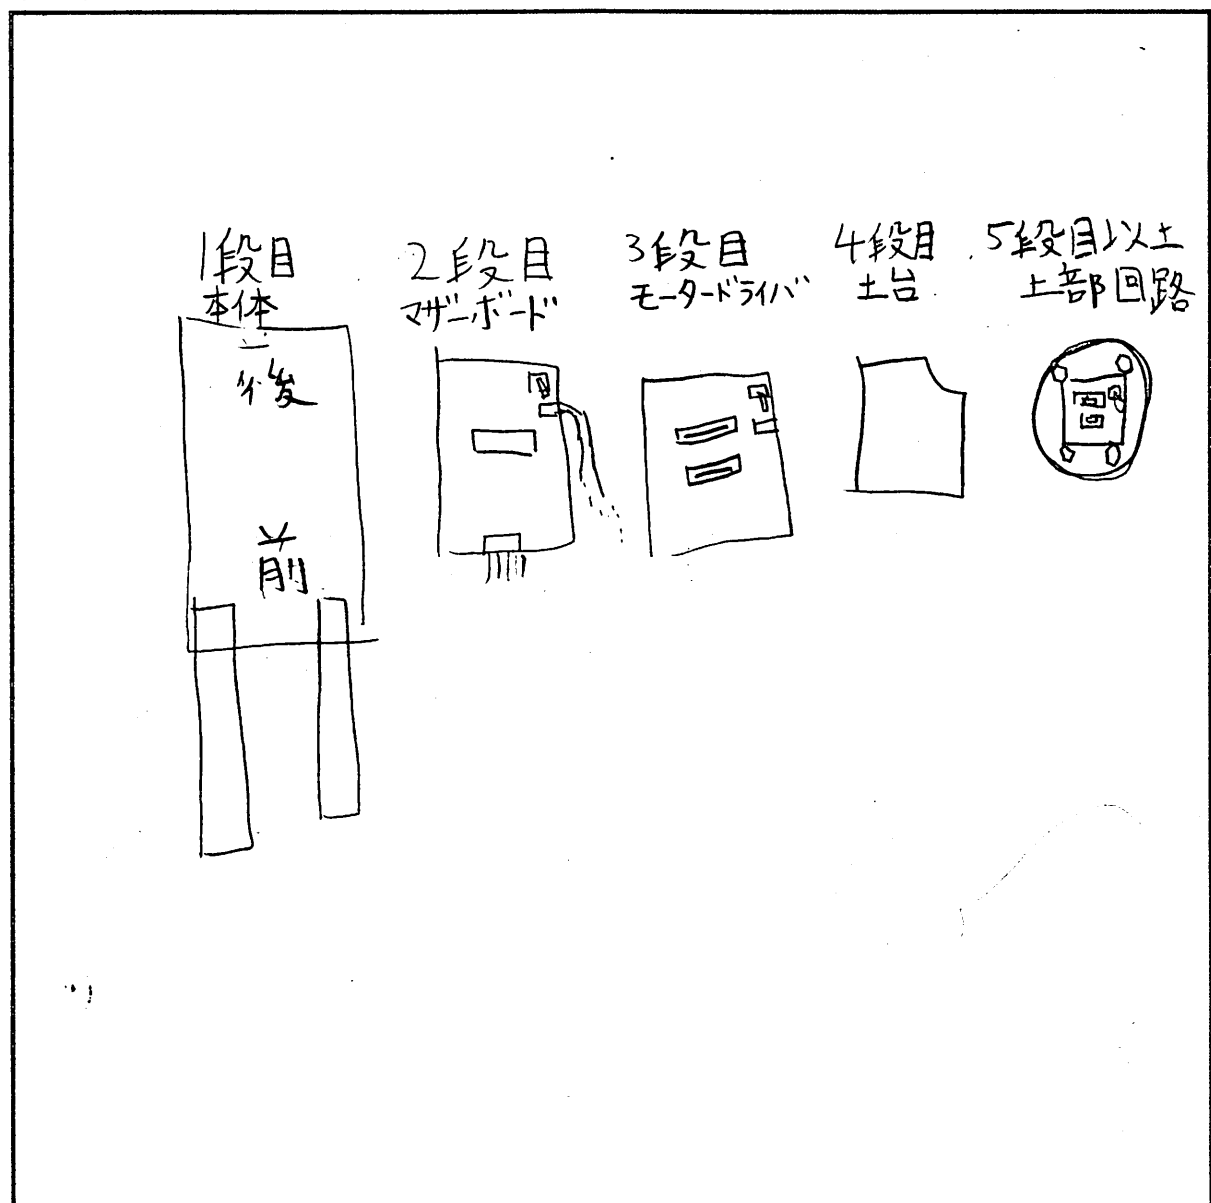 1段目
本体
後
前
2段目
マザーボード
3段目
モータードライバ
4段目
土台
5段目以上
上部回路